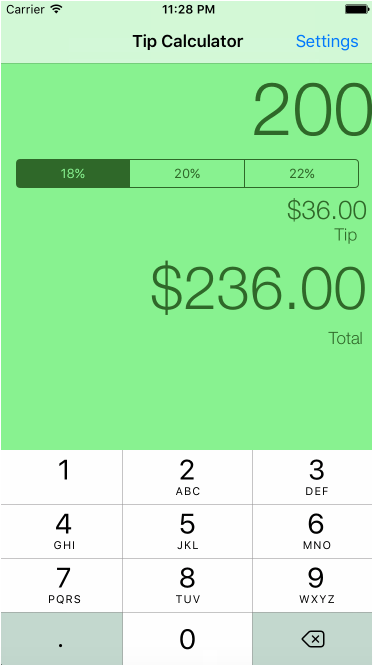 Carrier 11:28 PM
Tip Calculator Settings
200
18% 20% 22%
$36.00
Tip
$236.00
Total
1 2 3
ABC DEF
4 5 6
GHI JKL MNO
7 8 9
PQRS TUV WXYZ
. 0